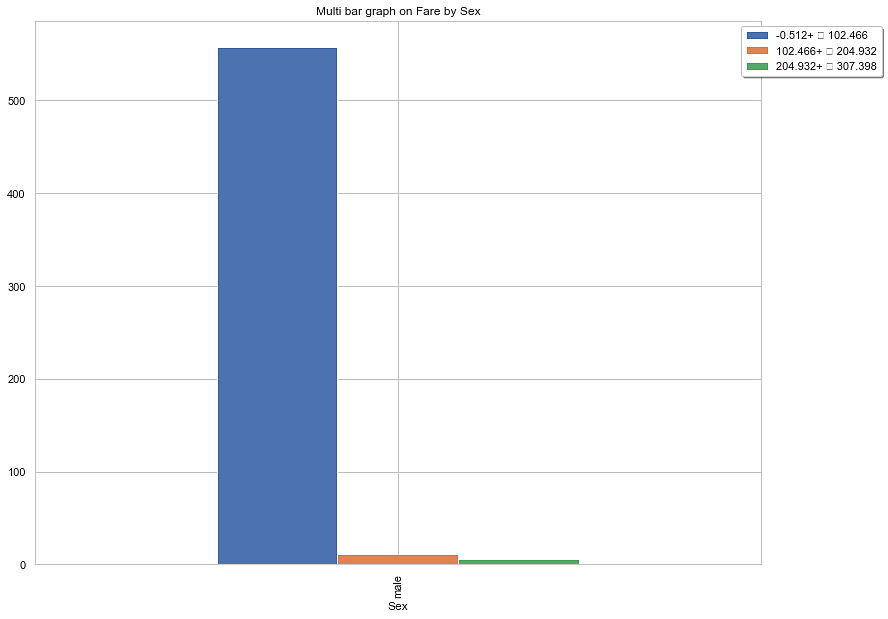 Multi bar graph on Fare by Sex
-0.512+ ▯ 102.466
102.466+ ▯ 204.932
204.932+ ▯ 307.398
500
400
300
200
100
0
male
Sex